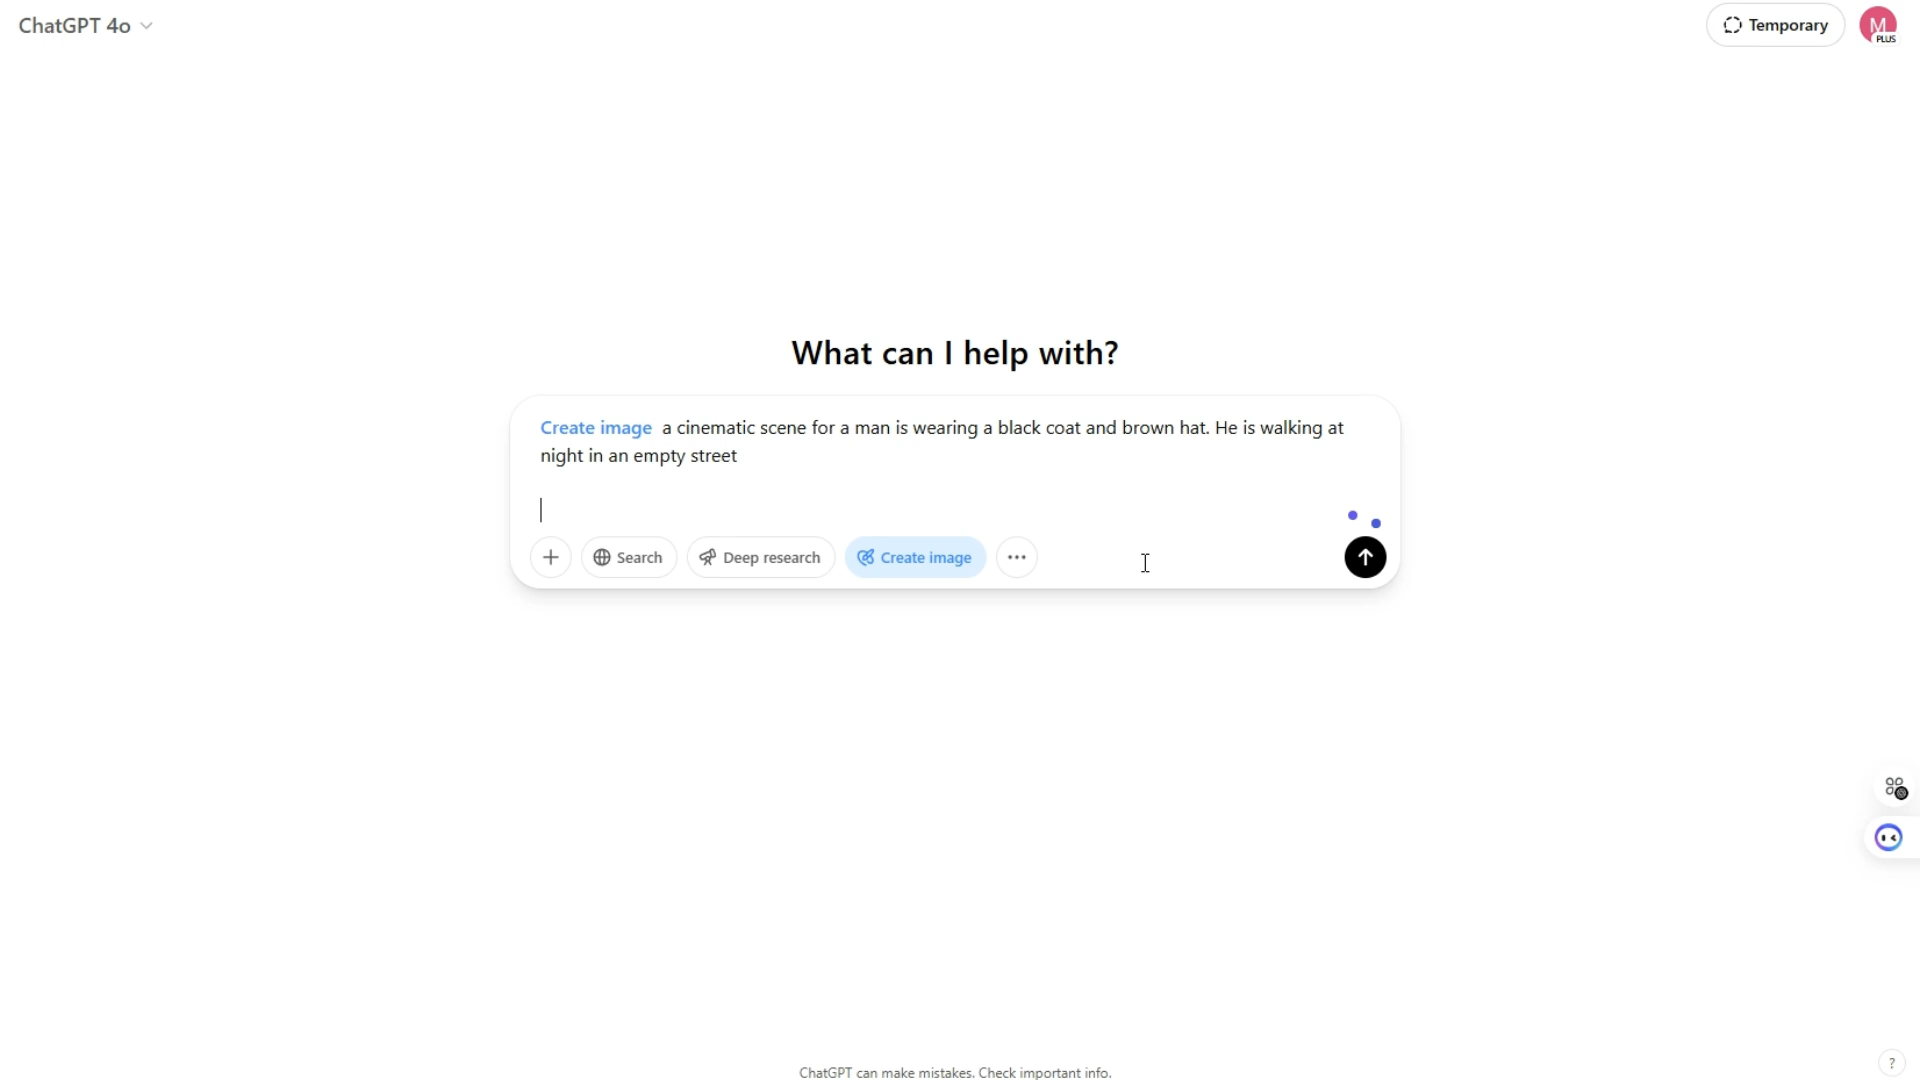 ChatGPT 4o
Temporary
M
PLUS
What can I help with?
Create image a cinematic scene for a man is wearing a black coat and brown hat. He is walking at
night in an empty street
Search
Deep research
Create image
ChatGPT can make mistakes. Check important info.
?